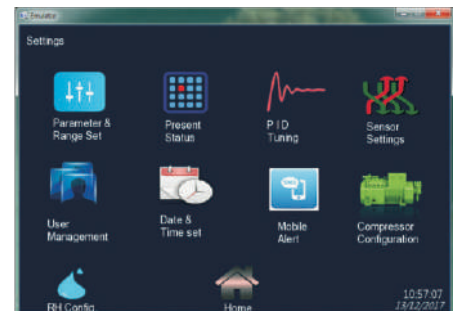 Emulator
Settings
Parameter &
Range Set
Present
Status
PID
Tuning
Sensor
Settings
User
Management
Date &
Time set
Mobile
Alert
Compressor
Configuration
RH Config
Home
10:57:07
13/12/2017